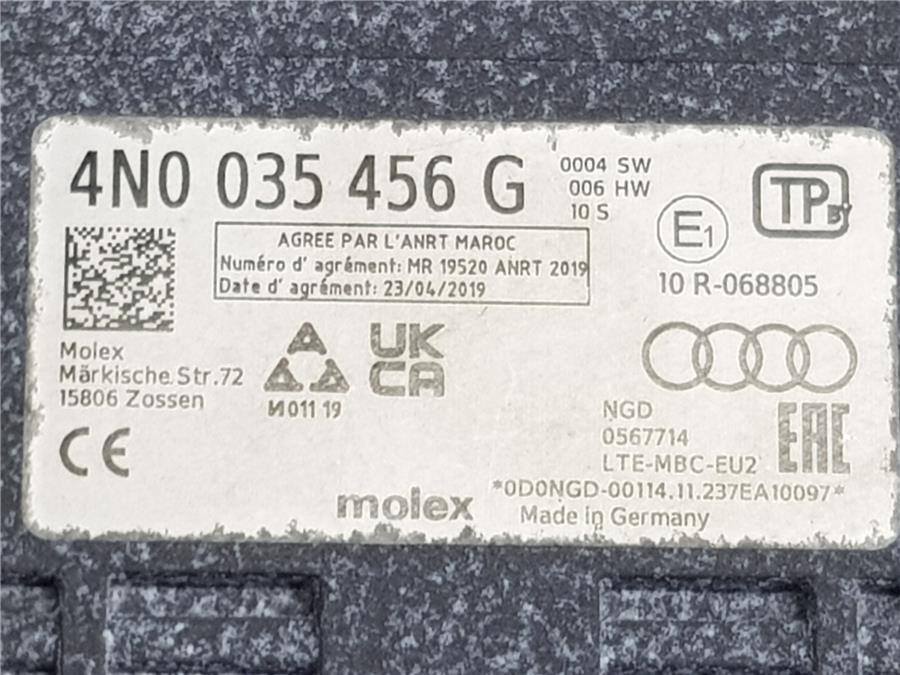 4N0 035 456 G
0004 SW
006 HW
10 S
E1
TP
BY
10 R-068805
AGREE PAR L'ANRT MAROC
Numéro d' agrément: MR 19520 ANRT 2019
Date d' agrément: 23/04/2019
Molex
Märkische Str.72
15806 Zossen
И011 19
UK
CA
CE
NGD
0567714
LTE-MBC-EU2
EAC
*0D0NGD-00114.11.237EA10097*
molex
Made in Germany